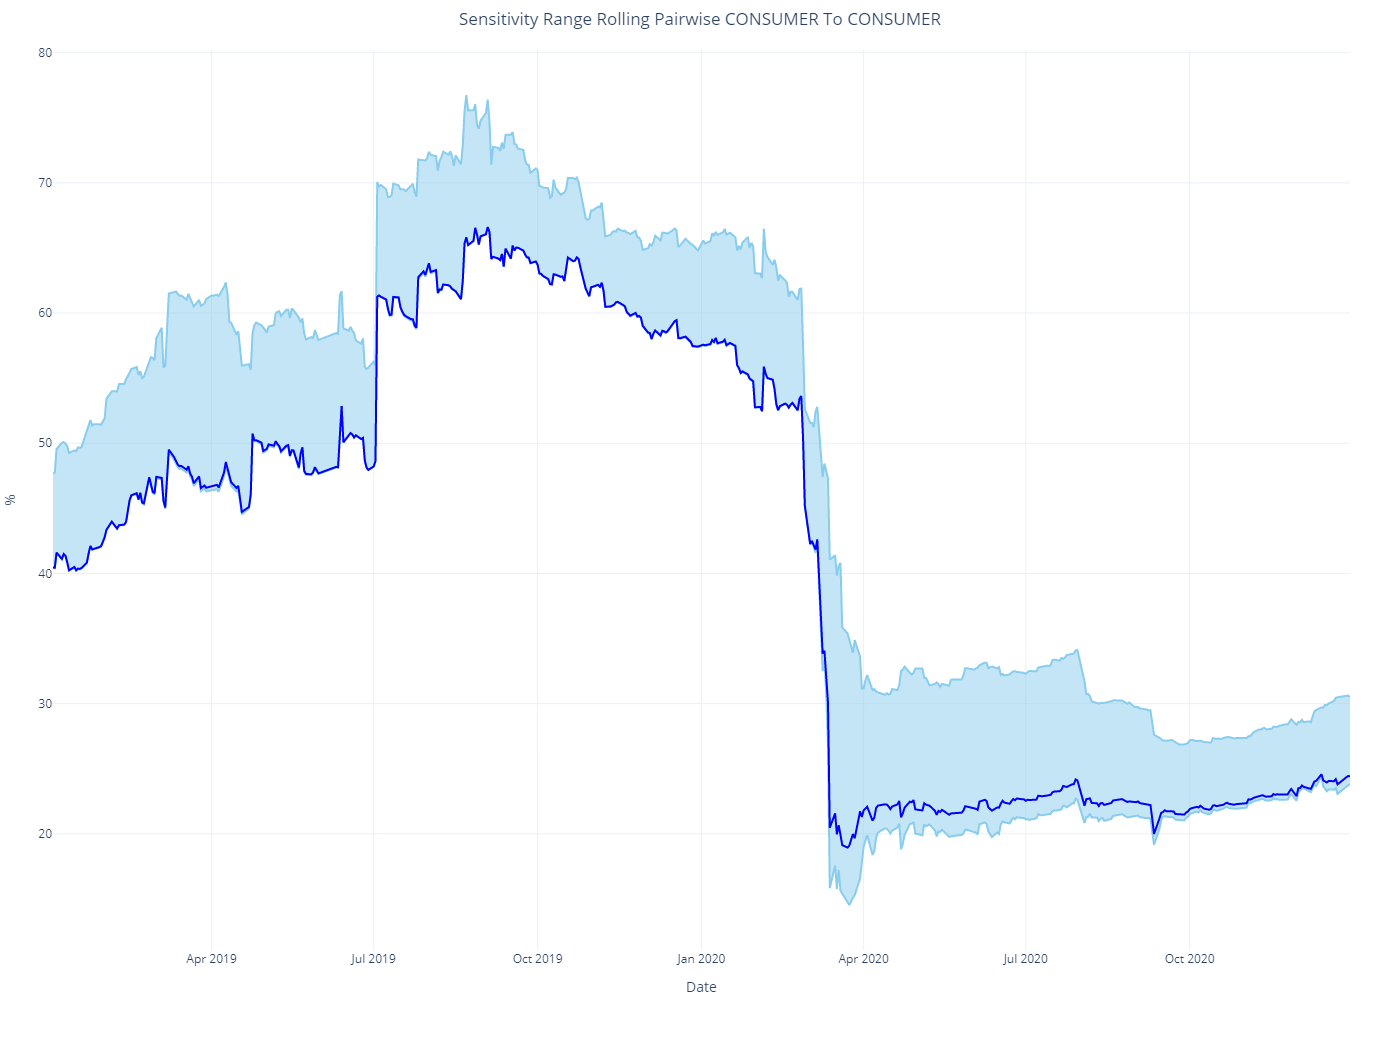 Sensitivity Range Rolling Pairwise CONSUMER To CONSUMER
80
70
60
50
40
30
20
%
Apr 2019
Jul 2019
Oct 2019
Jan 2020
Apr 2020
Jul 2020
Oct 2020
Date